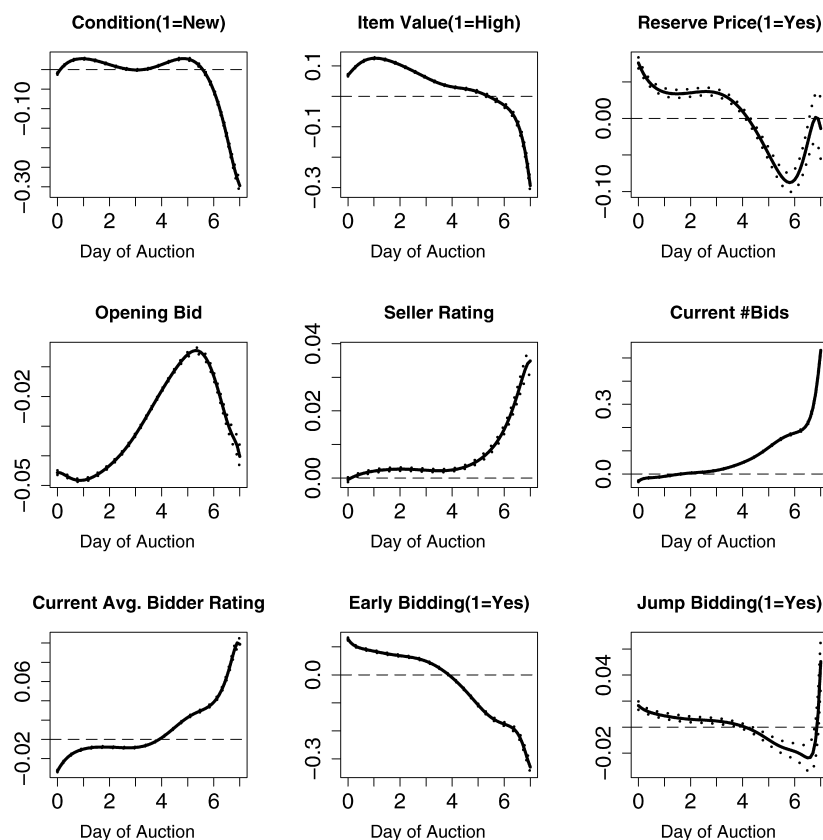 Condition(1=New) Item Value(1=High) Reserve Price(1=Yes)
−0.10
−0.30
0 2 4 6
Day of Auction
0.1
−0.1
−0.3
0 2 4 6
Day of Auction
0.00
−0.10
0 2 4 6
Day of Auction
Opening Bid Seller Rating Current #Bids
−0.02
−0.05
0 2 4 6
Day of Auction
0.04
0.02
0.00
0 2 4 6
Day of Auction
0.3
0.0
0 2 4 6
Day of Auction
Current Avg. Bidder Rating Early Bidding(1=Yes) Jump Bidding(1=Yes)
0.06
−0.02
0 2 4 6
Day of Auction
0.0
−0.3
0 2 4 6
Day of Auction
0.04
−0.02
0 2 4 6
Day of Auction